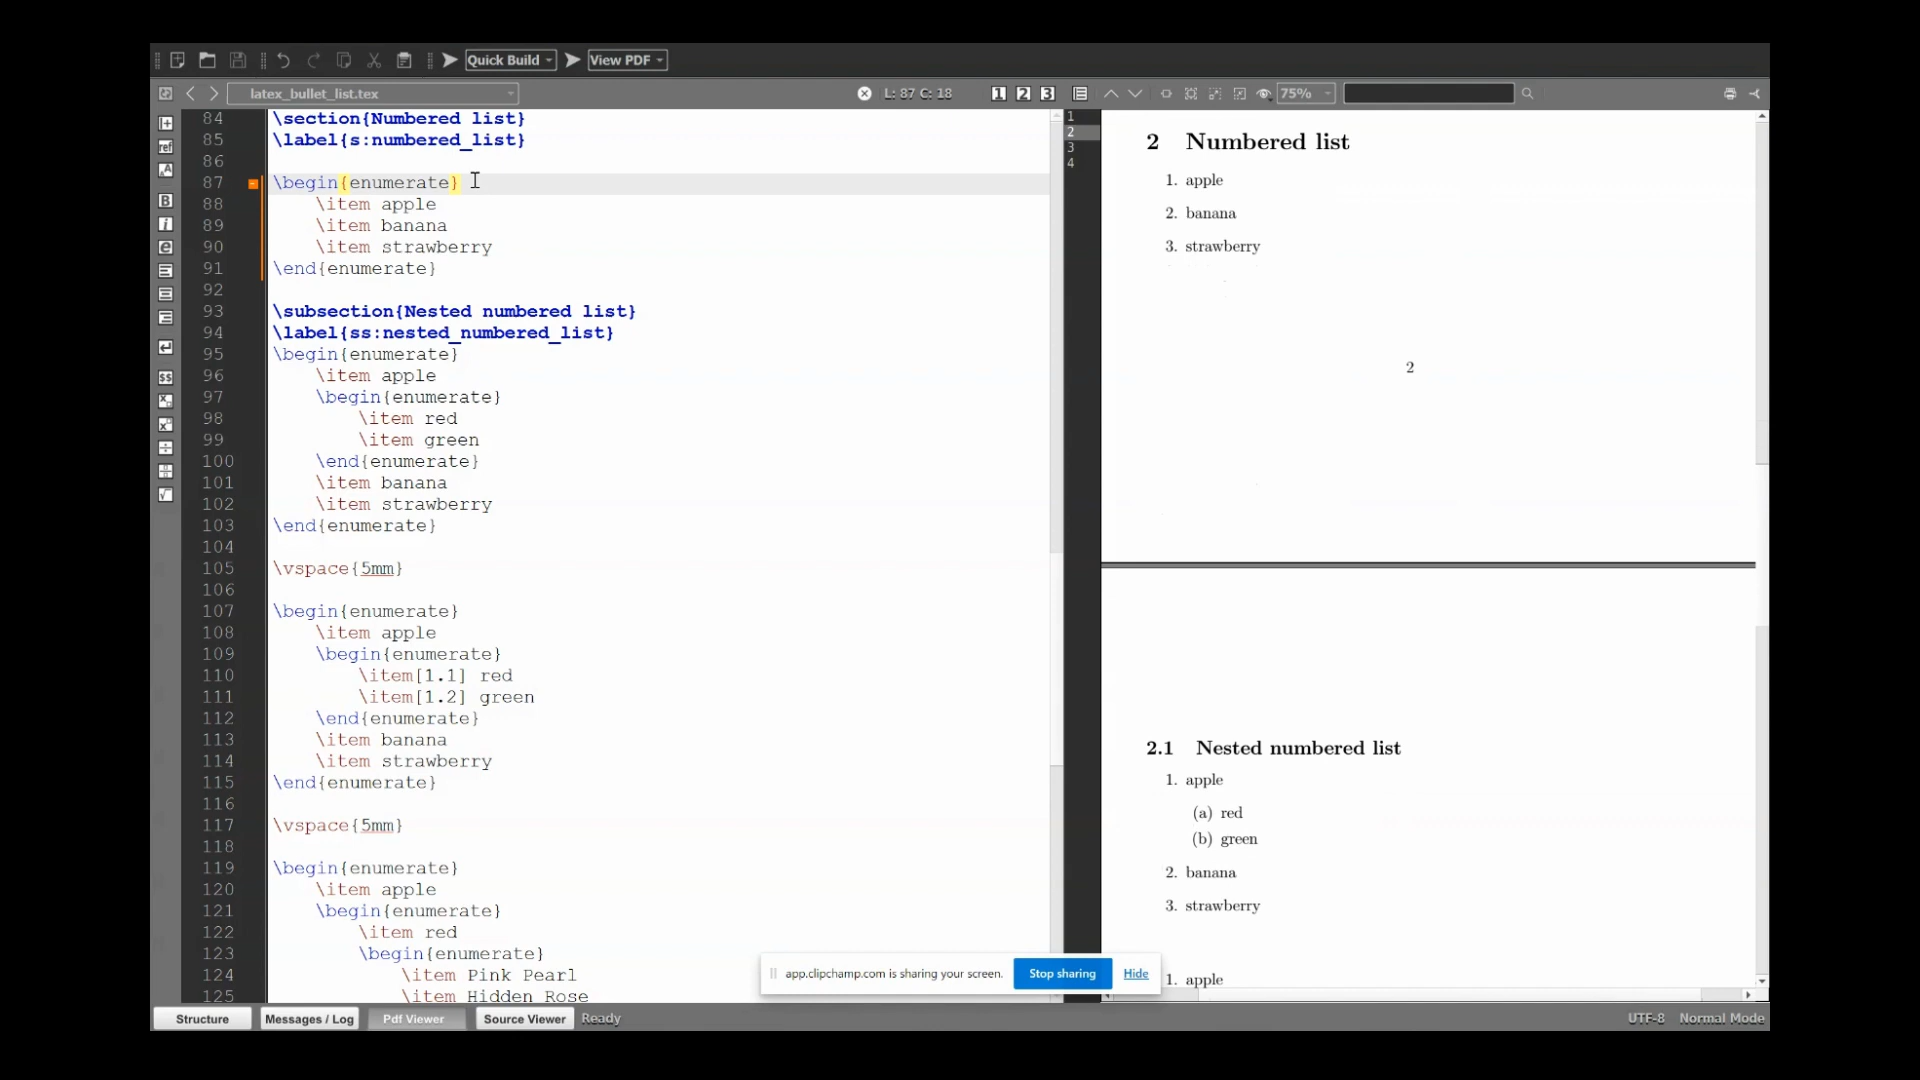 Quick Build
View PDF
latex_bullet_list.tex
L: 87 C: 18
1 2 3
75%
84 \section{Numbered list}
85 \label{s:numbered_list}
86
87 \begin{enumerate}
88 \item apple
89 \item banana
90 \item strawberry
91 \end{enumerate}
92
93 \subsection{Nested numbered list}
94 \label{ss:nested_numbered_list}
95 \begin{enumerate}
96 \item apple
97 \begin{enumerate}
98 \item red
99 \item green
100 \end{enumerate}
101 \item banana
102 \item strawberry
103 \end{enumerate}
104
105 \vspace{5mm}
106
107 \begin{enumerate}
108 \item apple
109 \begin{enumerate}
110 \item[1.1] red
111 \item[1.2] green
112 \end{enumerate}
113 \item banana
114 \item strawberry
115 \end{enumerate}
116
117 \vspace{5mm}
118
119 \begin{enumerate}
120 \item apple
121 \begin{enumerate}
122 \item red
123 \begin{enumerate}
124 \item Pink Pearl
125 \item Hidden Rose
1
2
3
4
2 Numbered list
1. apple
2. banana
3. strawberry
2
2.1 Nested numbered list
1. apple
(a) red
(b) green
2. banana
3. strawberry
1. apple
app.clipchamp.com is sharing your screen.
Stop sharing
Hide
Structure
Messages / Log
Pdf Viewer
Source Viewer
Ready
UTF-8
Normal Mode